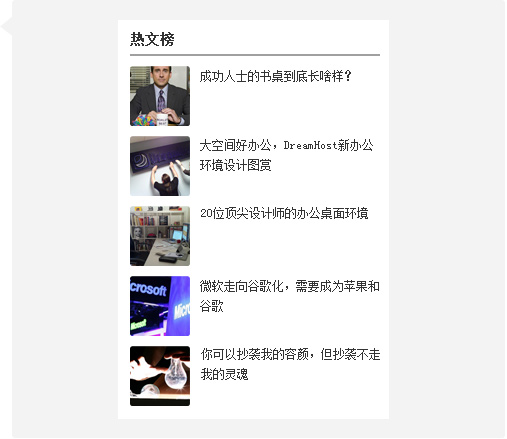 热文榜
成功人士的书桌到底长啥样?
大空间好办公，DreamHost新办公
环境设计图赏
20位顶尖设计师的办公桌面环境
微软走向谷歌化，需要成为苹果和
谷歌
crosoft
Micr
Microsoft
你可以抄袭我的容颜，但抄袭不走
我的灵魂